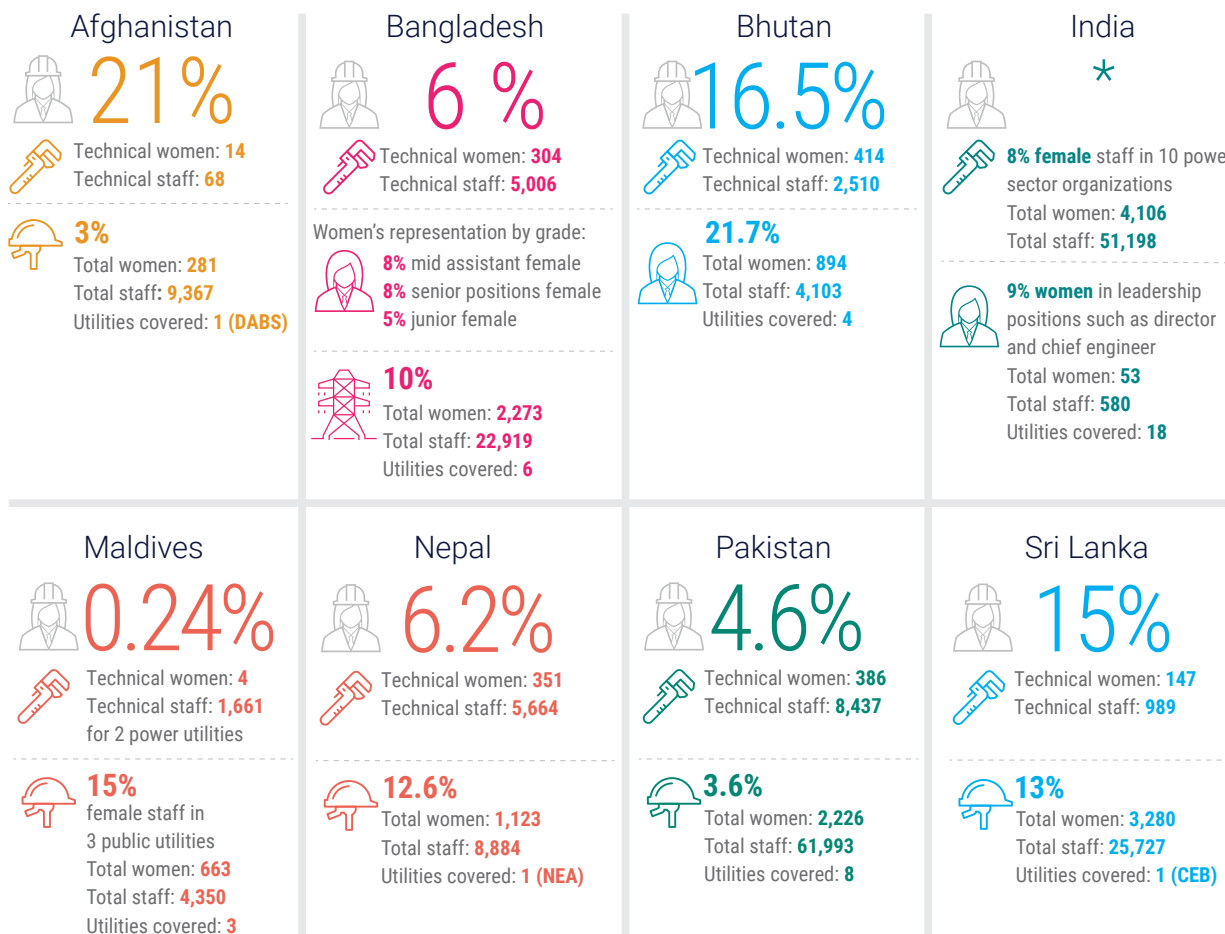 Afghanistan
21%
Technical women: 14
Technical staff: 68
3%
Total women: 281
Total staff: 9,367
Utilities covered: 1 (DABS)
Bangladesh
6 %
Technical women: 304
Technical staff: 5,006
Women's representation by grade:
8% mid assistant female
8% senior positions female
5% junior female
10%
Total women: 2,273
Total staff: 22,919
Utilities covered: 6
Bhutan
16.5%
Technical women: 414
Technical staff: 2,510
21.7%
Total women: 894
Total staff: 4,103
Utilities covered: 4
India
*
8% female staff in 10 powe
sector organizations
Total women: 4,106
Total staff: 51,198
9% women in leadership
positions such as director
and chief engineer
Total women: 53
Total staff: 580
Utilities covered: 18
Maldives
0.24%
Technical women: 4
Technical staff: 1,661
for 2 power utilities
15%
female staff in
3 public utilities
Total women: 663
Total staff: 4,350
Utilities covered: 3
Nepal
6.2%
Technical women: 351
Technical staff: 5,664
12.6%
Total women: 1,123
Total staff: 8,884
Utilities covered: 1 (NEA)
Pakistan
4.6%
Technical women: 386
Technical staff: 8,437
3.6%
Total women: 2,226
Total staff: 61,993
Utilities covered: 8
Sri Lanka
15%
Technical women: 147
Technical staff: 989
13%
Total women: 3,280
Total staff: 25,727
Utilities covered: 1 (CEB)